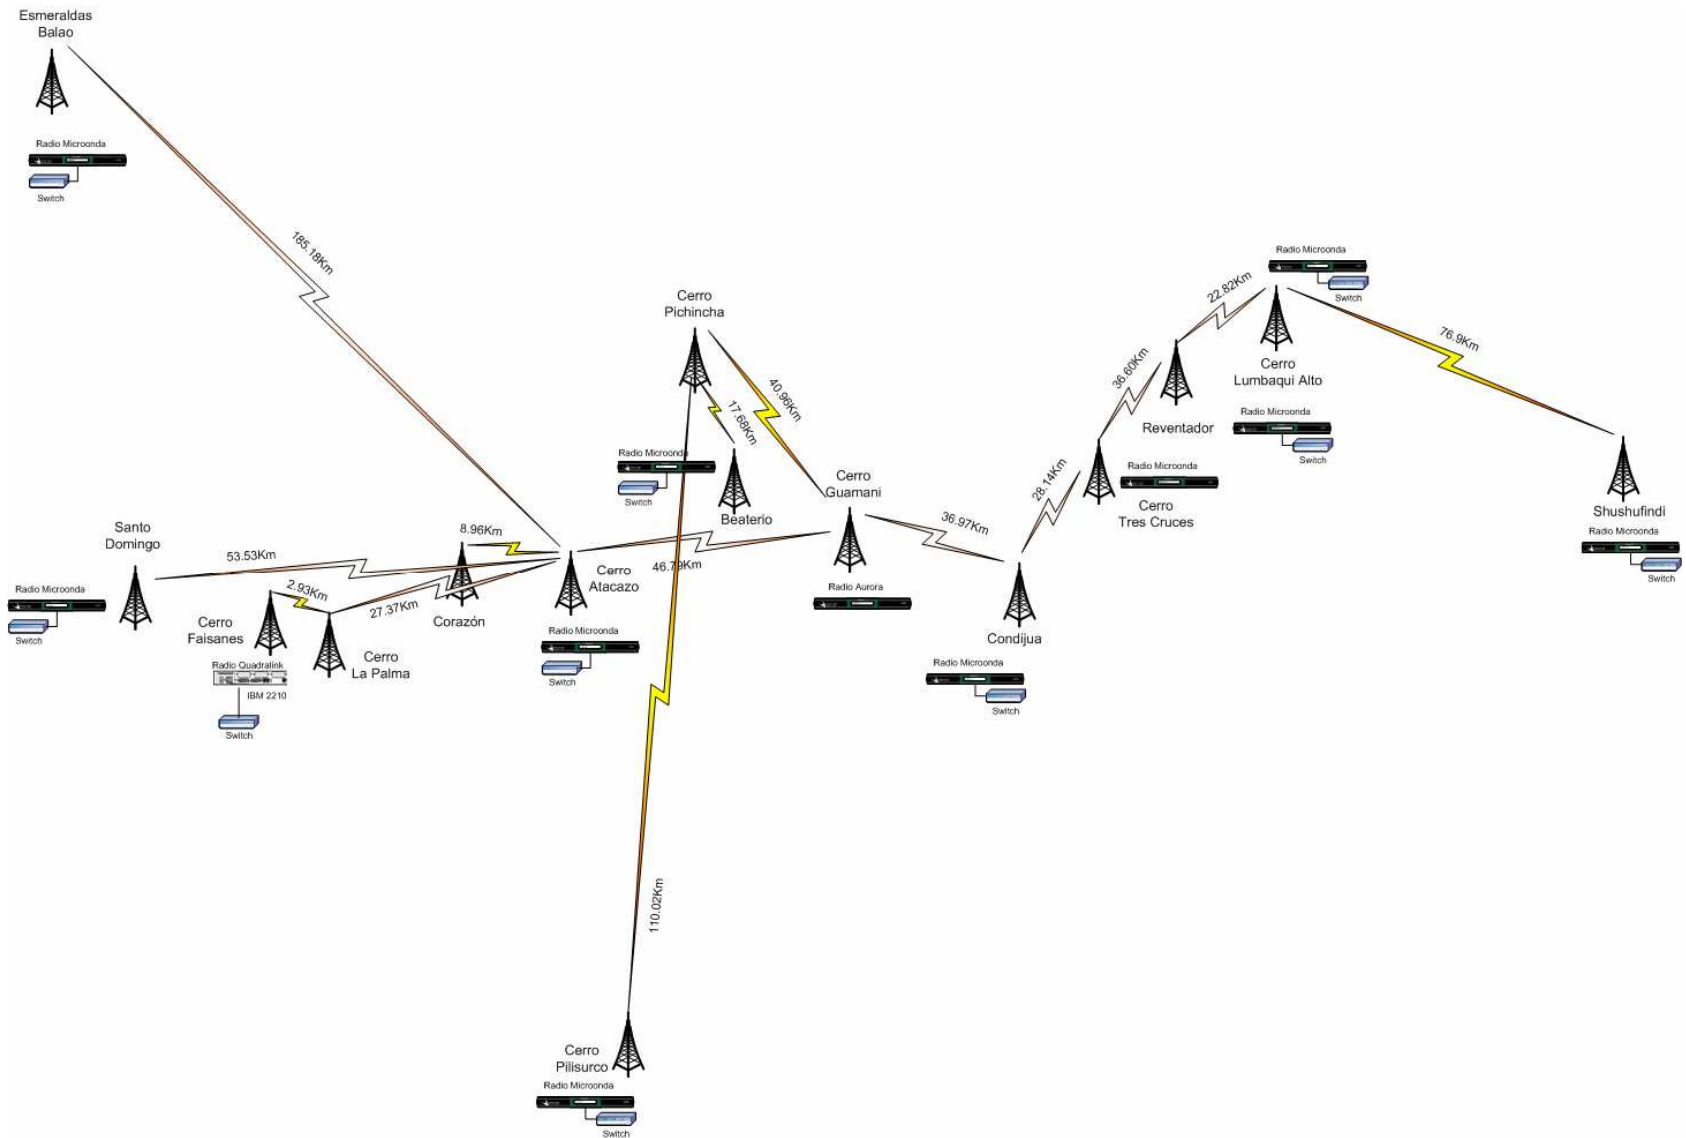 Esmeraldas
Balao
Radio Microonda
Switch
185.18Km
Cerro
Pichincha
40.96Km
17.68Km
Radio Microonda
Switch
Beaterio
Cerro
Guamani
Radio Aurora
36.97Km
46.79Km
Santo
Domingo
Radio Microonda
Switch
53.53Km
8.96Km
2.93Km
27.37Km
Cerro
Faisanes
Radio Quadralink
IBM 2210
Switch
Cerro
La Palma
Corazón
Cerro
Atacazo
Radio Microonda
Switch
Condijua
Radio Microonda
Switch
28.14Km
36.60Km
22.82Km
Radio Microonda
Switch
Cerro
Lumbaqui Alto
Radio Microonda
Switch
Reventador
Radio Microonda
Cerro
Tres Cruces
76.9Km
Shushufindi
Radio Microonda
Switch
110.02Km
Cerro
Pilisurco
Radio Microonda
Switch